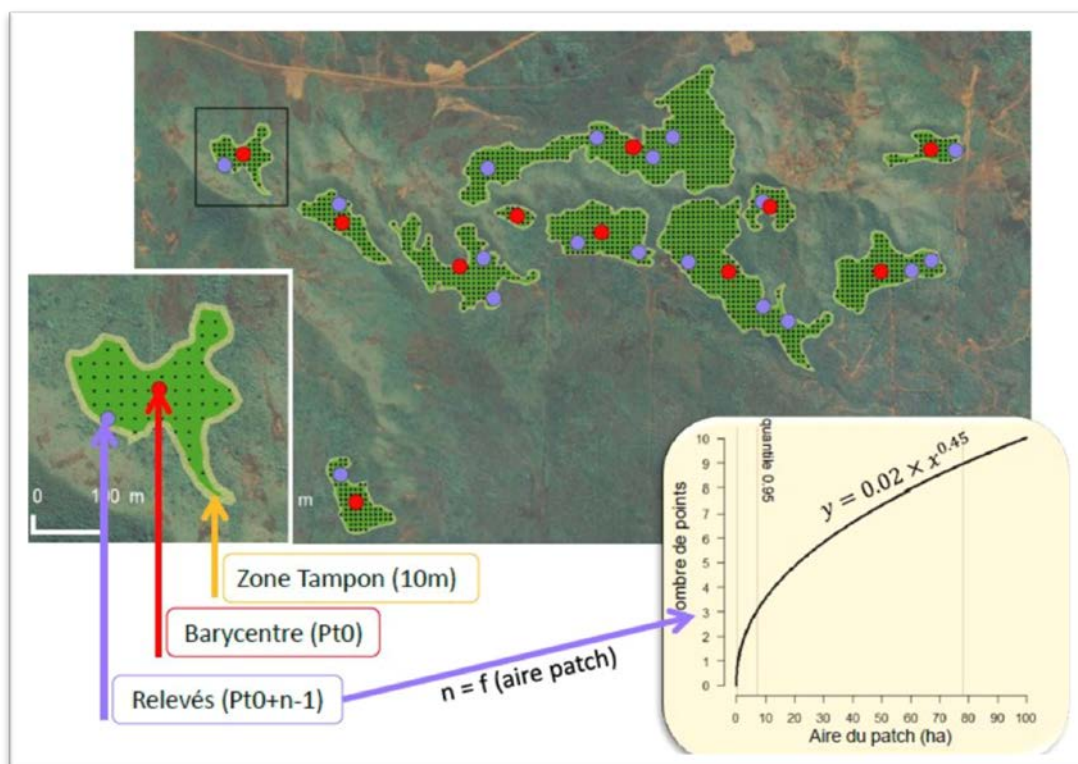 0 100 m
m
Zone Tampon (10m)
Barycentre (Pt0)
Relevés (Pt0+n-1)
n = f (aire patch)
ombre de points
10
9
8
7
6
5
4
3
2
1
0
quantile 0.95
y = 0.02 × x^0.45
0 10 20 30 40 50 60 70 80 90 100
Aire du patch (ha)